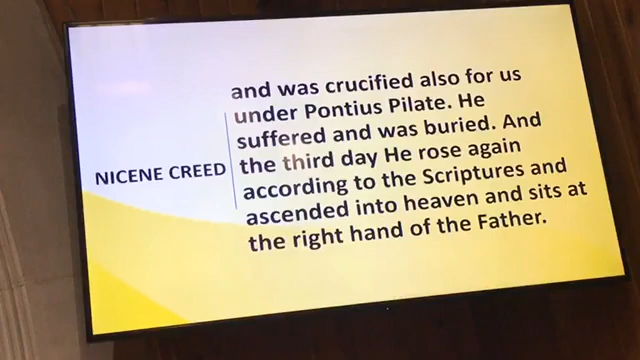 NICENE CREED
and was crucified also for us
under Pontius Pilate. He
suffered and was buried. And
the third day He rose again
according to the Scriptures and
ascended into heaven and sits at
the right hand of the Father.